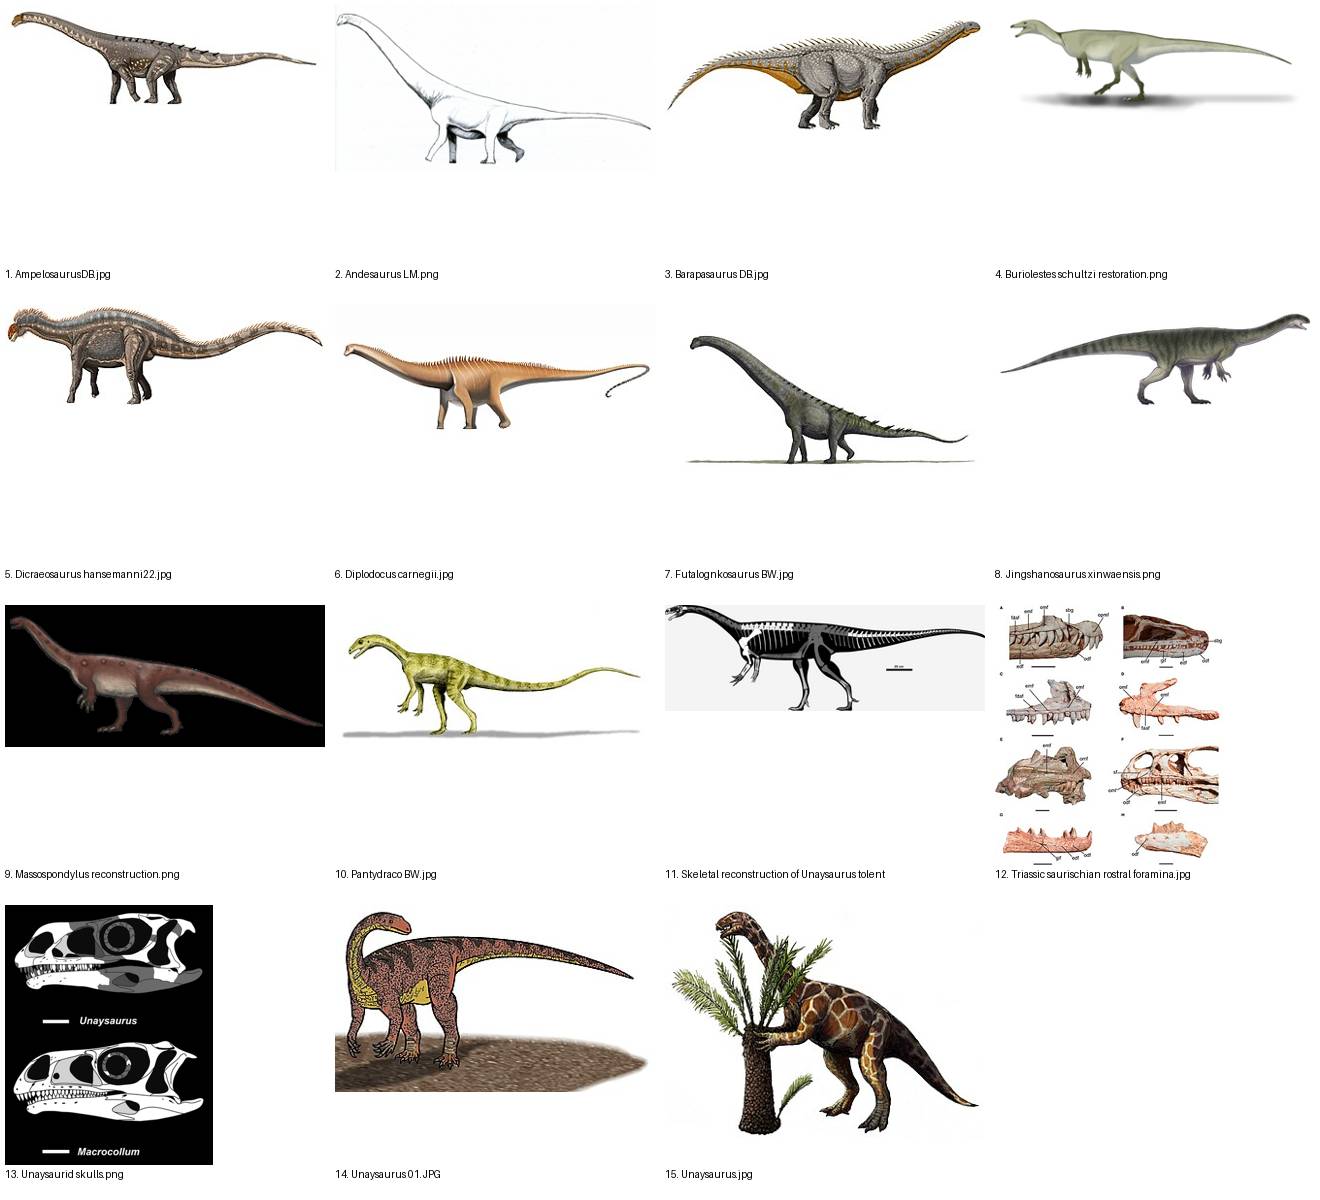 1. AmpelosaurusDB.jpg
2. Andesaurus LM.png
3. Barapasaurus DB.jpg
4. Buriolestes schultzi restoration.png
5. Dicraeosaurus hansemanni22.jpg
6. Diplodocus carnegii.jpg
7. Futalognkosaurus BW.jpg
8. Jingshanosaurus xinwaensis.png
9. Massospondylus reconstruction.png
10. Pantydraco BW.jpg
11. Skeletal reconstruction of Unaysaurus tolent
12. Triassic saurischian rostral foramina.jpg
Unaysaurus
Macrocollum
13. Unaysaurid skulls.png
14. Unaysaurus 01.JPG
15. Unaysaurus.jpg